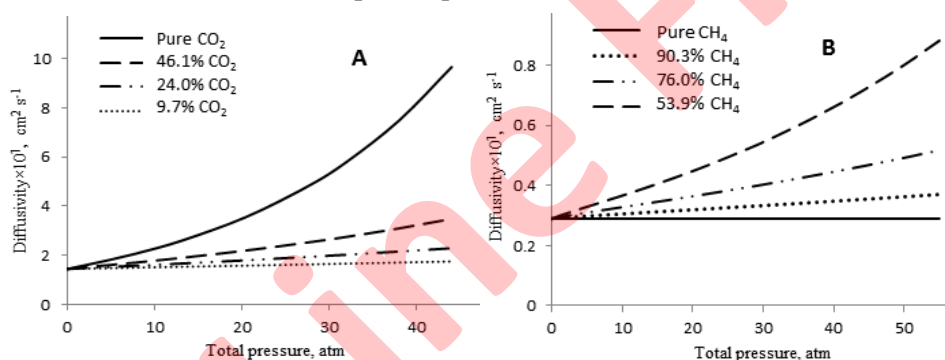 Pure CO₂
46.1% CO₂
24.0% CO₂
9.7% CO₂
A
10
8
6
4
2
0
Diffusivity×10¹, cm² s⁻¹
0
10
20
30
40
Total pressure, atm
Pure CH₄
90.3% CH₄
76.0% CH₄
53.9% CH₄
B
0.8
0.6
0.4
0.2
0
Diffusivity×10¹, cm² s⁻¹
0
10
20
30
40
50
Total pressure, atm